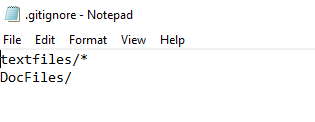 .gitignore - Notepad
File Edit Format View Help
textfiles/*
DocFiles/